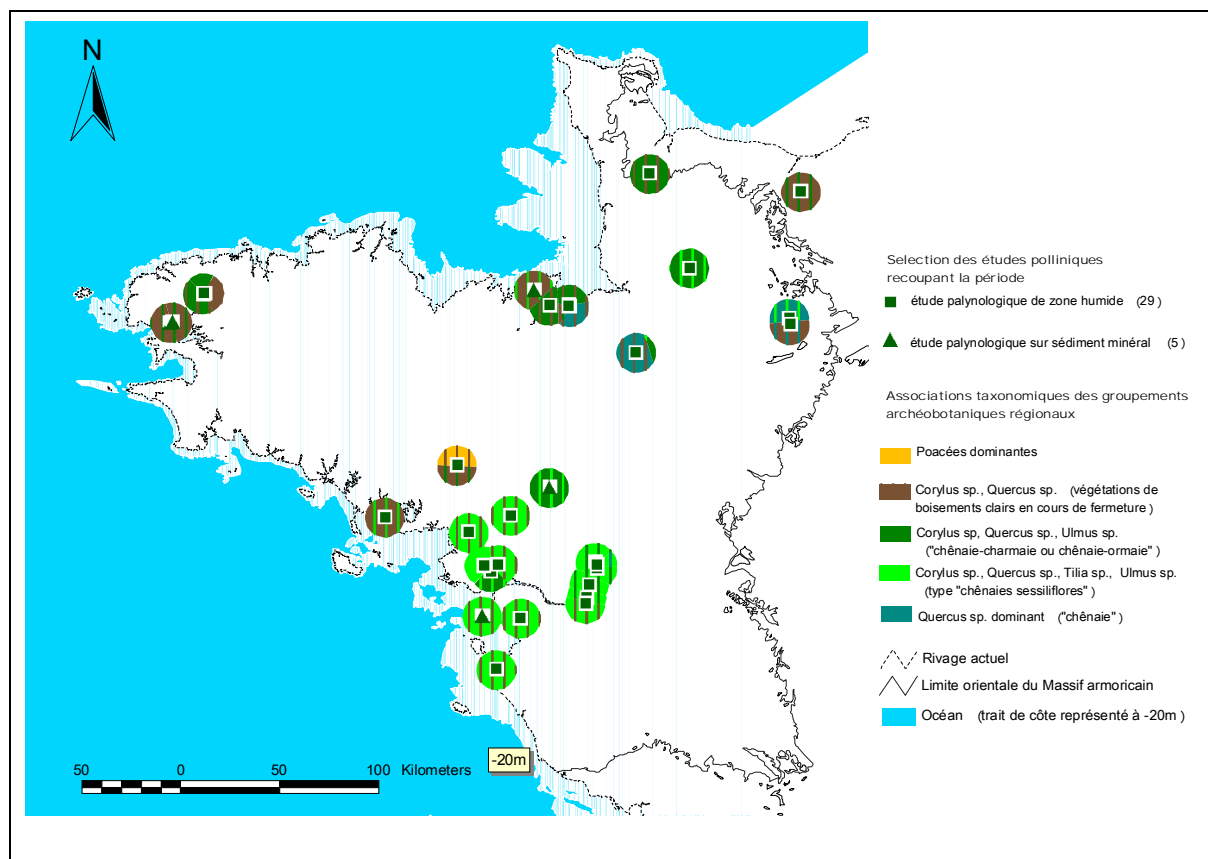 N
Selection des études polliniques
recoupant la période
étude palynologique de zone humide (29)
étude palynologique sur sédiment minéral (5)
Associations taxonomiques des groupements
archéobotaniques régionaux
Poacées dominantes
Corylus sp., Quercus sp. (végétations de
boisements clairs en cours de fermeture)
Corylus sp, Quercus sp., Ulmus sp.
("chênaie-charmaie ou chênaie-ormaie")
Corylus sp., Quercus sp., Tilia sp., Ulmus sp.
(type "chênaies sessiliflores")
Quercus sp. dominant ("chênaie")
Rivage actuel
Limite orientale du Massif armoricain
Océan (trait de côte représenté à -20m)
-20m
50 0 50 100 Kilometers